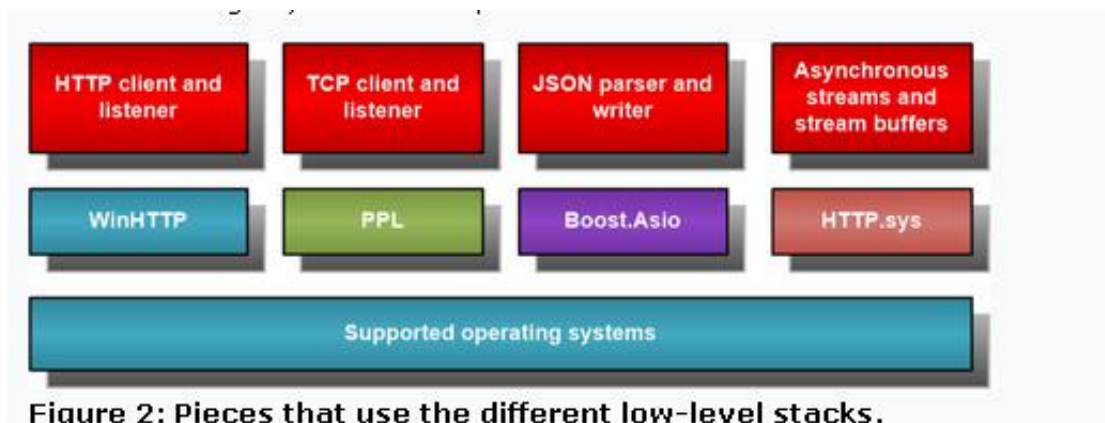 HTTP client and
listener
TCP client and
listener
JSON parser and
writer
Asynchronous
streams and
stream buffers
WinHTTP
PPL
Boost.Asio
HTTP.sys
Supported operating systems
Figure 2: Pieces that use the different low-level stacks.